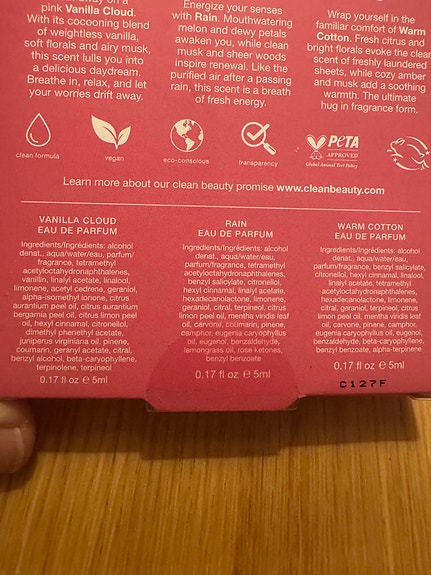 pink Vanilla Cloud.
With its cocooning blend
of weightless vanilla,
soft florals and airy musk,
this scent lulls you into
a delicious daydream.
Breathe in, relax, and let
your worries drift away.
Energize your senses
with Rain. Mouthwatering
melon and dewy petals
awaken you, while clean
musk and sheer woods
inspire renewal. Like the
purified air after a passing
rain, this scent is a breath
of fresh energy.
Wrap yourself in the
familiar comfort of Warm
Cotton. Fresh citrus and
bright florals evoke the clean
scent of freshly laundered
sheets, while cozy amber
and musk add a soothing
warmth. The ultimate
hug in fragrance form.
clean formula
vegan
eco-conscious
transparency
PeTA
APPROVED
Global Animal Test Policy
Learn more about our clean beauty promise www.cleanbeauty.com
VANILLA CLOUD
EAU DE PARFUM
Ingredients/Ingrédients: alcohol
denat., aqua/water/eau, parfum/
fragrance, tetramethyl
acetyloctahydronaphthalenes,
vanillin, linalyl acetate, linalool,
limonene, acetyl cedrene, geraniol,
alpha-isomethyl ionone, citrus
aurantium peel oil, citrus aurantium
bergamia peel oil, citrus limon peel
oil, hexyl cinnamal, citronellol,
dimethyl phenethyl acetate,
juniperus virginiana oil, pinene,
coumarin, geranyl acetate, citral,
benzyl alcohol, beta-caryophyllene,
terpinolene, terpineol
0.17 fl oz ℮ 5ml
RAIN
EAU DE PARFUM
Ingredients/Ingrédients: alcohol
denat., aqua/water/eau,
parfum/fragrance, tetramethyl
acetyloctahydronaphthalenes,
benzyl salicylate, citronellol,
hexyl cinnamal, linalyl acetate,
hexadecanolactone, limonene,
geraniol, citral, terpineol, citrus
limon peel oil, mentha viridis leaf
oil, carvone, coumarin, pinene,
camphor, eugenia caryophyllus
oil, eugenol, benzaldehyde,
lemongrass oil, rose ketones,
benzyl benzoate
0.17 fl oz ℮ 5ml
WARM COTTON
EAU DE PARFUM
Ingredients/Ingrédients: alcohol
denat., aqua/water/eau,
parfum/fragrance, benzyl salicylate,
citronellol, hexyl cinnamal, linalool,
linalyl acetate, tetramethyl
acetyloctahydronaphthalenes,
hexadecanolactone, limonene,
citral, geraniol, terpineol, citrus
limon peel oil, mentha viridis leaf
oil, carvone, pinene, camphor,
eugenia caryophyllus oil, eugenol,
benzaldehyde, beta-caryophyllene,
benzyl benzoate, alpha-terpinene
0.17 fl oz ℮ 5ml
C127F